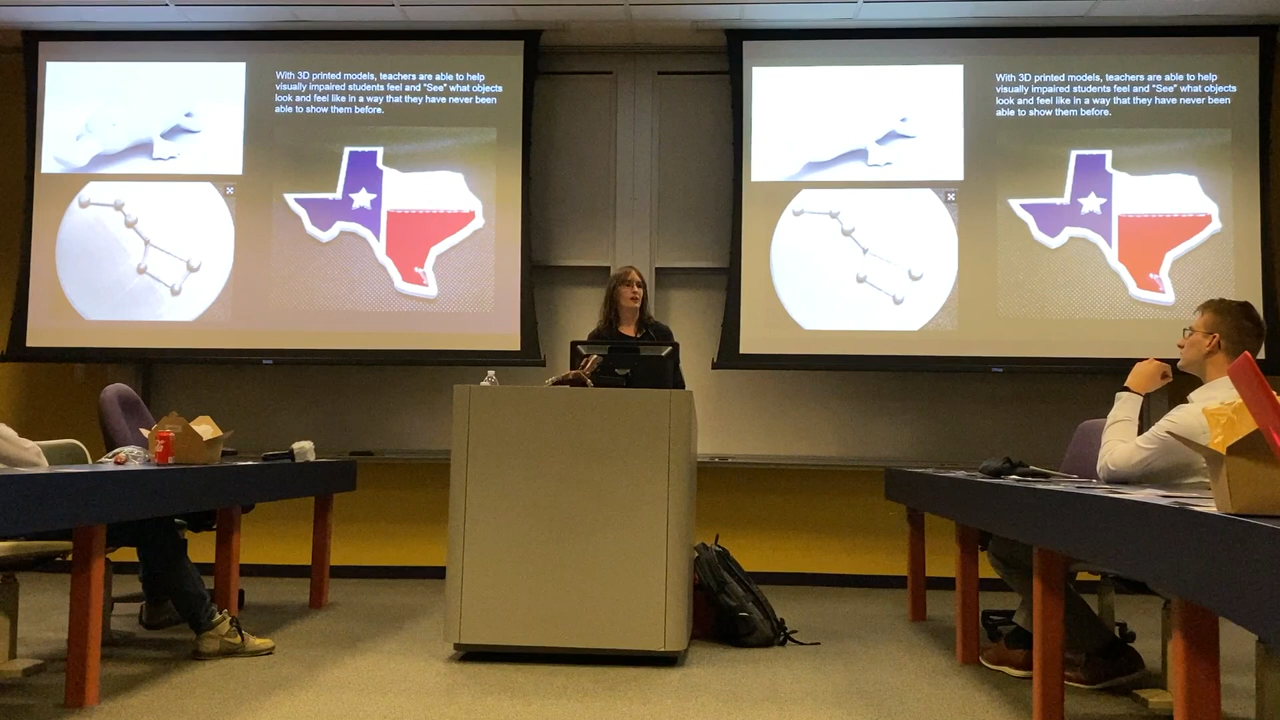 With 3D printed models, teachers are able to help
visually impaired students feel and "See" what objects
look and feel like in a way that they have never been
able to show them before.
With 3D printed models, teachers are able to help
visually impaired students feel and "See" what objects
look and feel like in a way that they have never been
able to show them before.